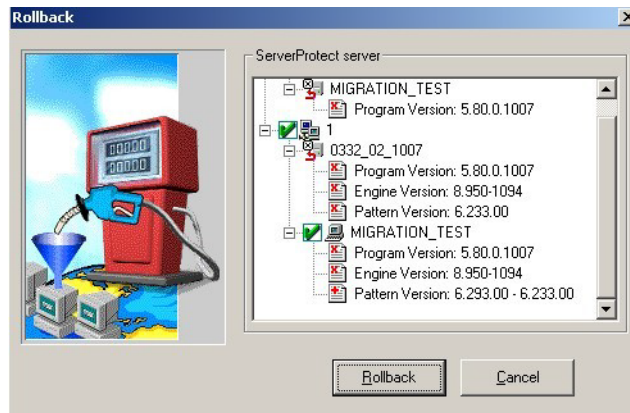 Rollback
ServerProtect server
MIGRATION_TEST
Program Version: 5.80.0.1007
1
0332_02_1007
Program Version: 5.80.0.1007
Engine Version: 8.950-1094
Pattern Version: 6.233.00
MIGRATION_TEST
Program Version: 5.80.0.1007
Engine Version: 8.950-1094
Pattern Version: 6.293.00 - 6.233.00
00000
00000
Rollback
Cancel